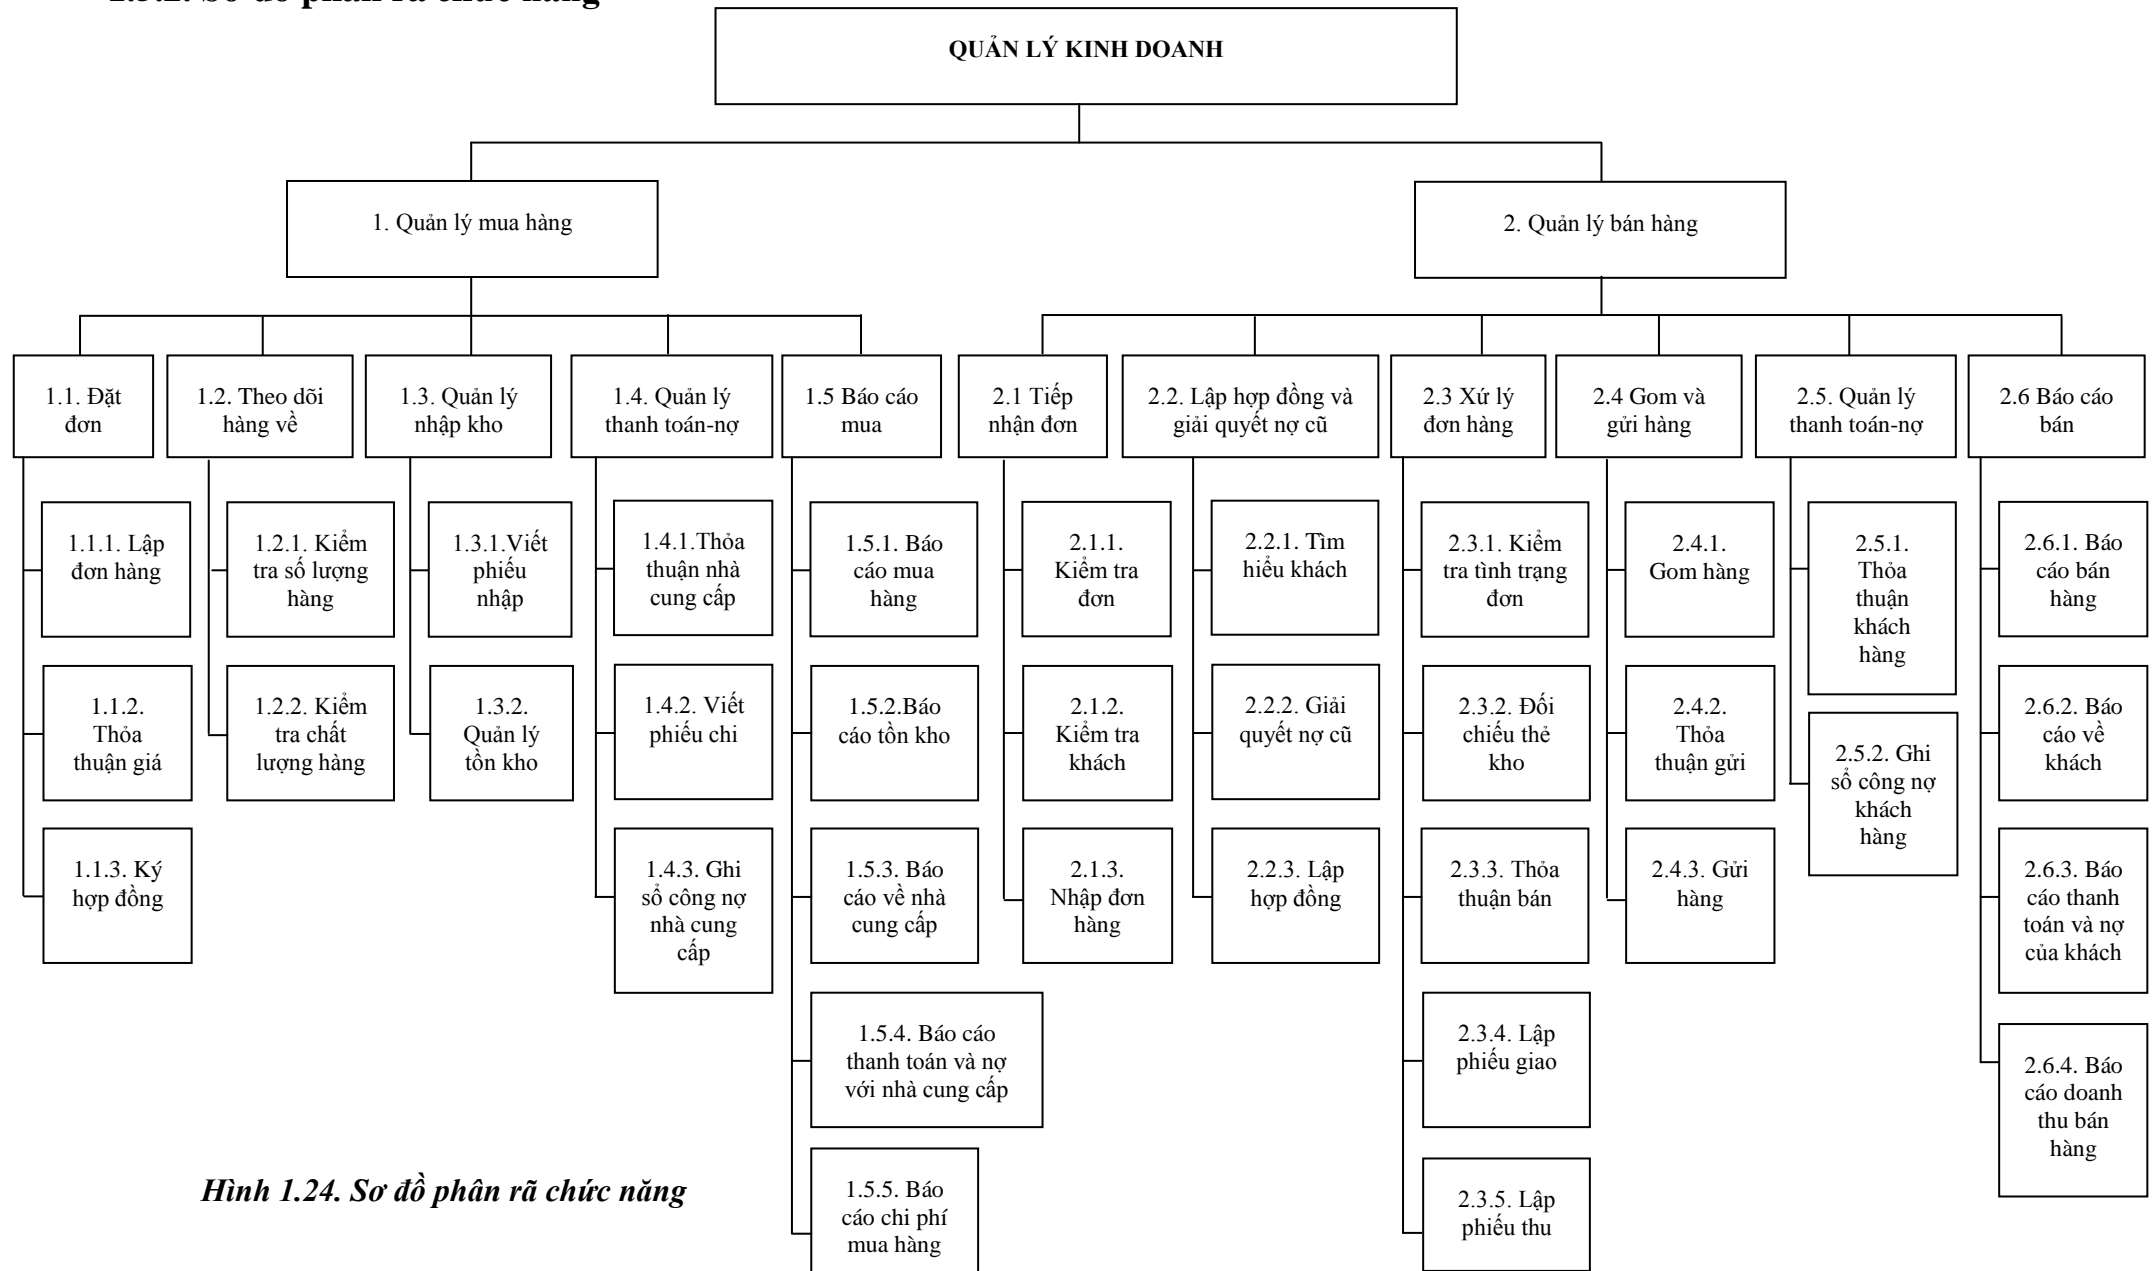 QUẢN LÝ KINH DOANH
1. Quản lý mua hàng
2. Quản lý bán hàng
1.1. Đặt
đơn
1.2. Theo dõi
hàng về
1.3. Quản lý
nhập kho
1.4. Quản lý
thanh toán-nợ
1.5 Báo cáo
mua
2.1 Tiếp
nhận đơn
2.2. Lập hợp đồng và
giải quyết nợ cũ
2.3 Xứ lý
đơn hàng
2.4 Gom và
gửi hàng
2.5. Quản lý
thanh toán-nợ
2.6 Báo cáo
bán
1.1.1. Lập
đơn hàng
1.1.2.
Thỏa
thuận giá
1.1.3. Ký
hợp đồng
1.2.1. Kiểm
tra số lượng
hàng
1.2.2. Kiểm
tra chất
lượng hàng
1.3.1.Viết
phiếu
nhập
1.3.2.
Quản lý
tồn kho
1.4.1.Thỏa
thuận nhà
cung cấp
1.4.2. Viết
phiếu chi
1.4.3. Ghi
sổ công nợ
nhà cung
cấp
1.5.1. Báo
cáo mua
hàng
1.5.2.Báo
cáo tồn kho
1.5.3. Báo
cáo về nhà
cung cấp
1.5.4. Báo cáo
thanh toán và nợ
với nhà cung cấp
1.5.5. Báo
cáo chi phí
mua hàng
2.1.1.
Kiểm tra
đơn
2.1.2.
Kiểm tra
khách
2.1.3.
Nhập đơn
hàng
2.2.1. Tìm
hiểu khách
2.2.2. Giải
quyết nợ cũ
2.2.3. Lập
hợp đồng
2.3.1. Kiểm
tra tình trạng
đơn
2.3.2. Đối
chiếu thẻ
kho
2.3.3. Thỏa
thuận bán
2.3.4. Lập
phiếu giao
2.3.5. Lập
phiếu thu
2.4.1.
Gom hàng
2.4.2.
Thỏa
thuận gửi
2.4.3. Gửi
hàng
2.5.1.
Thỏa
thuận
khách
hàng
2.5.2. Ghi
sổ công nợ
khách
hàng
2.6.1. Báo
cáo bán
hàng
2.6.2. Báo
cáo về
khách
2.6.3. Báo
cáo thanh
toán và nợ
của khách
2.6.4. Báo
cáo doanh
thu bán
hàng
Hình 1.24. Sơ đồ phân rã chức năng